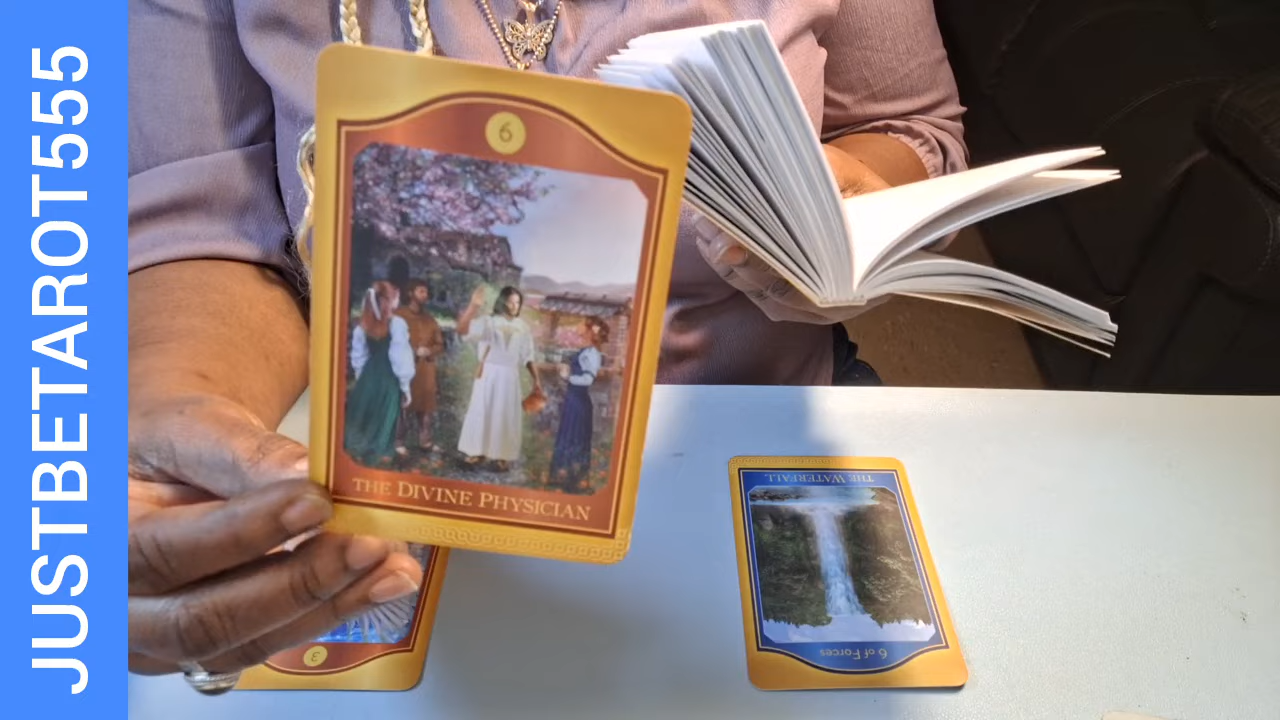 JUSTBETAROT555
6
THE DIVINE PHYSICIAN
3
THE WATERFALL
6 of Forces